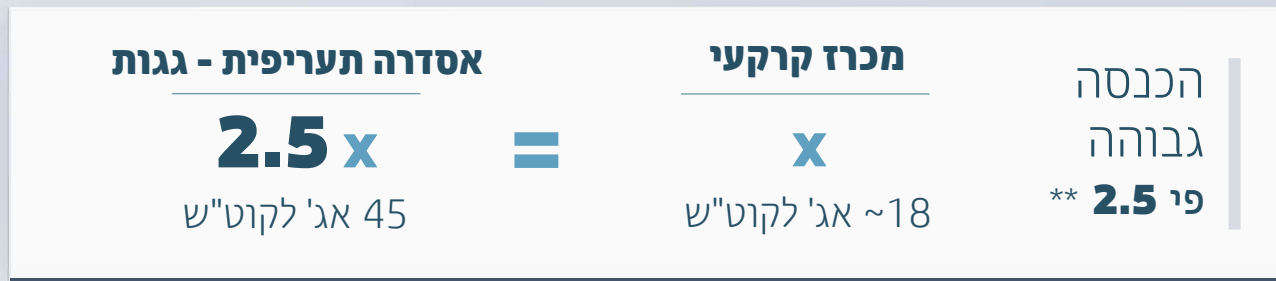 הכנסה
גבוהה
פי 2.5 **
מכרז קרקעי
x
~18 אג' לקוט"ש
=
אסדרה תעריפית - גגות
x 2.5
45 אג' לקוט"ש